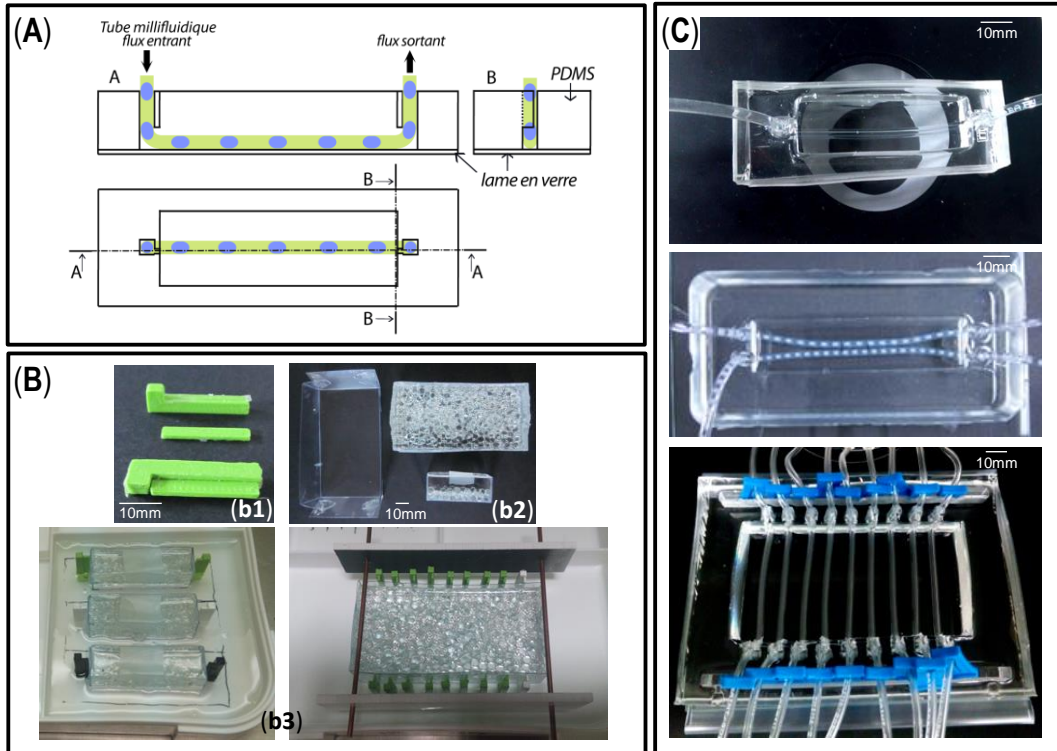 (A)
Tube millifluidique
flux entrant
flux sortant
A
B
PDMS
lame en verre
B
A
A
B
(B)
10mm
(b1)
10mm
(b2)
(b3)
(C)
10mm
10mm
10mm